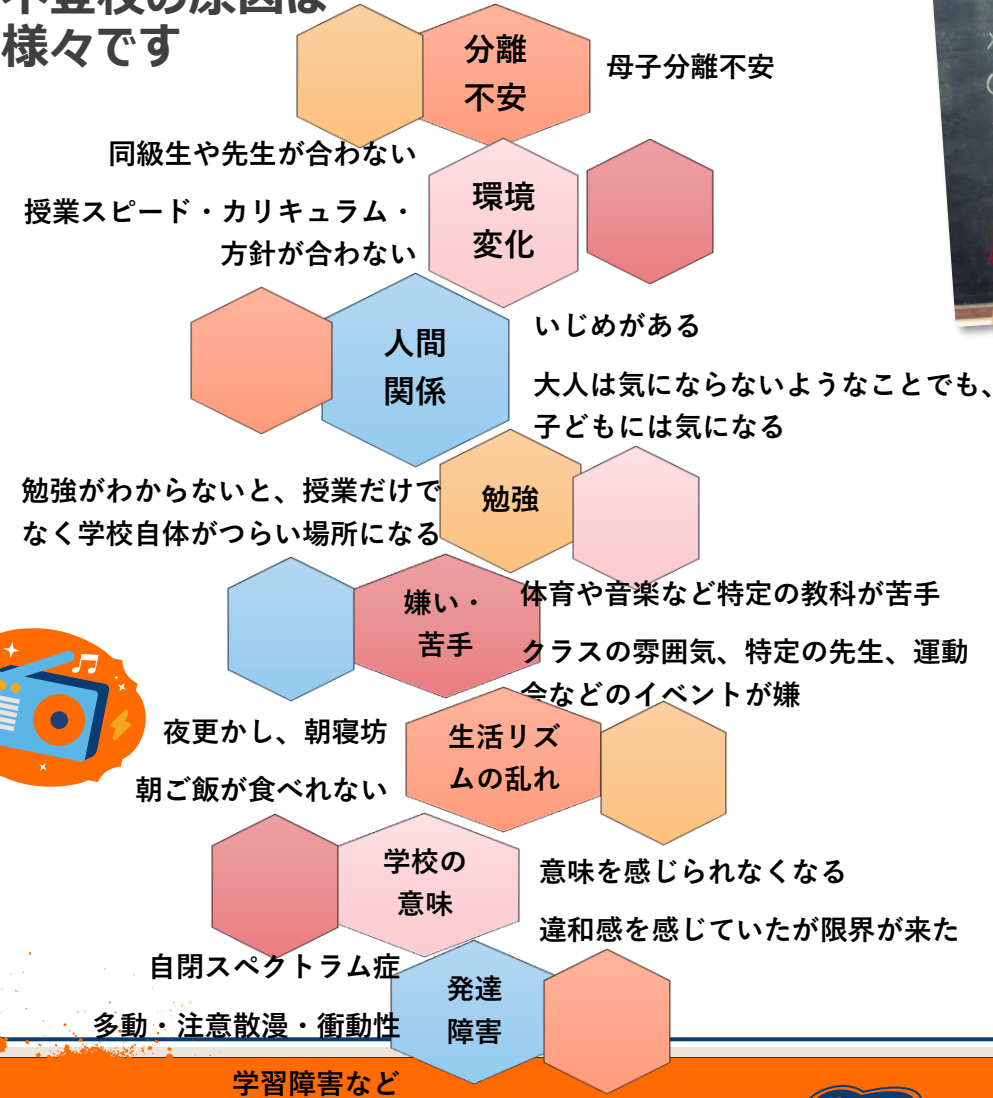 不登校の原因は
様々です
分離
不安
母子分離不安
同級生や先生が合わない
授業スピード・カリキュラム・
方針が合わない
環境
変化
人間
関係
いじめがある
大人は気にならないようなことでも、
子どもには気になる
勉強がわからないと、授業だけで
なく学校自体がつらい場所になる
勉強
嫌い・
苦手
体育や音楽など特定の教科が苦手
クラスの雰囲気、特定の先生、運動
会などのイベントが嫌
夜更かし、朝寝坊
朝ご飯が食べれない
生活リズ
ムの乱れ
学校の
意味
意味を感じられなくなる
違和感を感じていたが限界が来た
自閉スペクトラム症
多動・注意散漫・衝動性
学習障害など
発達
障害